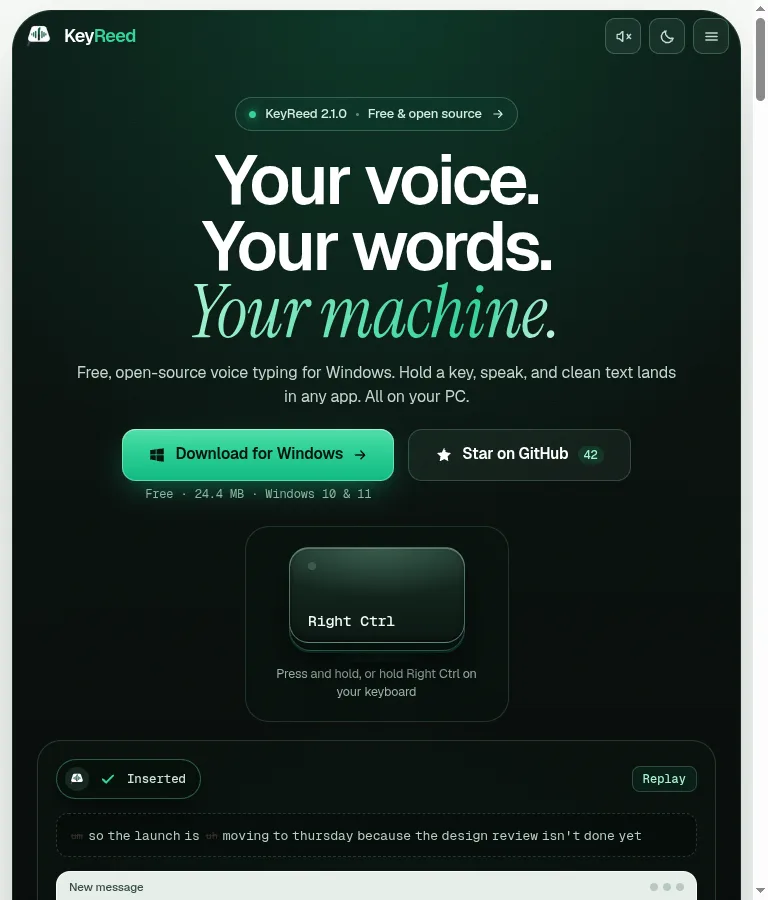 KeyReed
KeyReed 2.1.0 • Free & open source →
Your voice.
Your words.
Your machine.
Free, open-source voice typing for Windows. Hold a key, speak, and clean text lands
in any app. All on your PC.
Download for Windows →
Star on GitHub 42
Free · 24.4 MB · Windows 10 & 11
Right Ctrl
Press and hold, or hold Right Ctrl on
your keyboard
Inserted
Replay
um so the launch is uh moving to thursday because the design review isn't done yet
New message